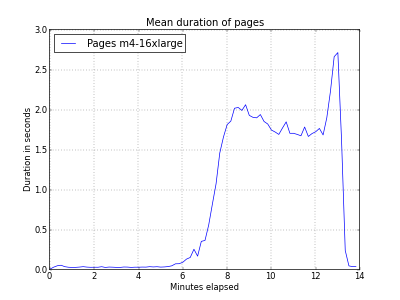 Mean duration of pages
Pages m4-16xlarge
Duration in seconds
3.0
2.5
2.0
1.5
1.0
0.5
0.0
0 2 4 6 8 10 12 14
Minutes elapsed